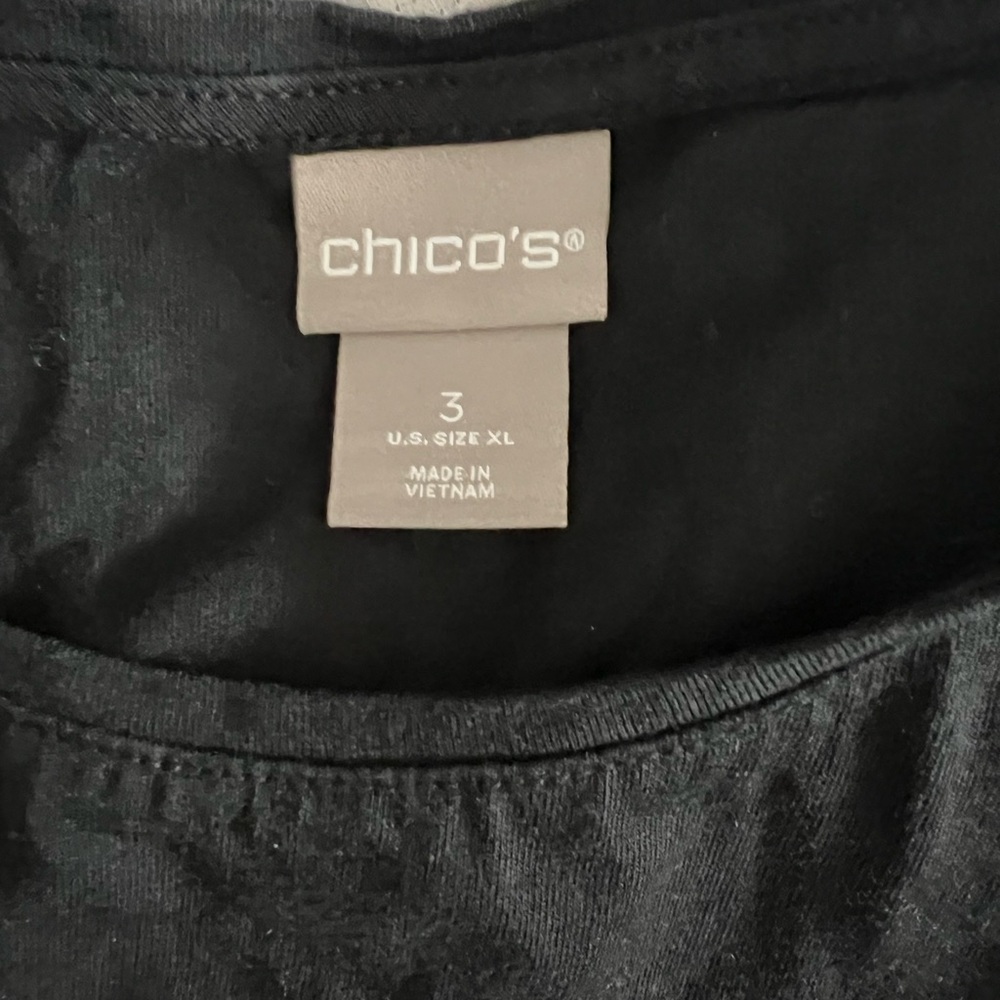 chico's®
3
U.S. SIZE XL
MADE IN
VIETNAM